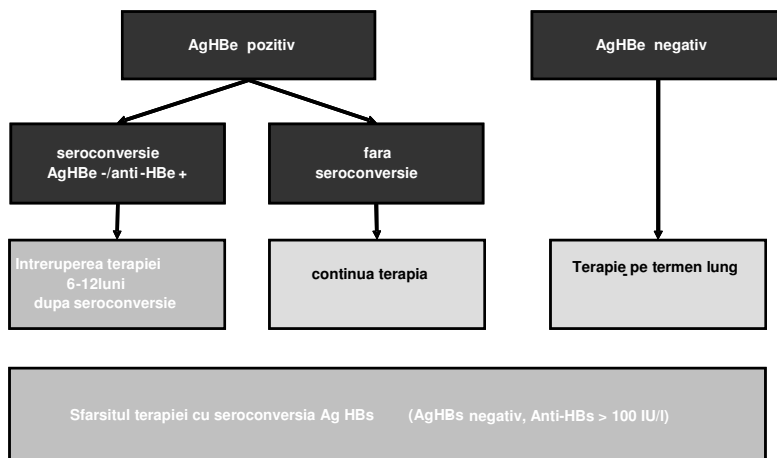 AgHBe pozitiv
AgHBe negativ
seroconversie
AgHBe -/anti-HBe +
fara
seroconversie
Intreruperea terapiei
6-12luni
dupa seroconversie
continua terapia
Terapie pe termen lung
Sfarsitul terapiei cu seroconversia Ag HBs (AgHBs negativ, Anti-HBs > 100 IU/l)